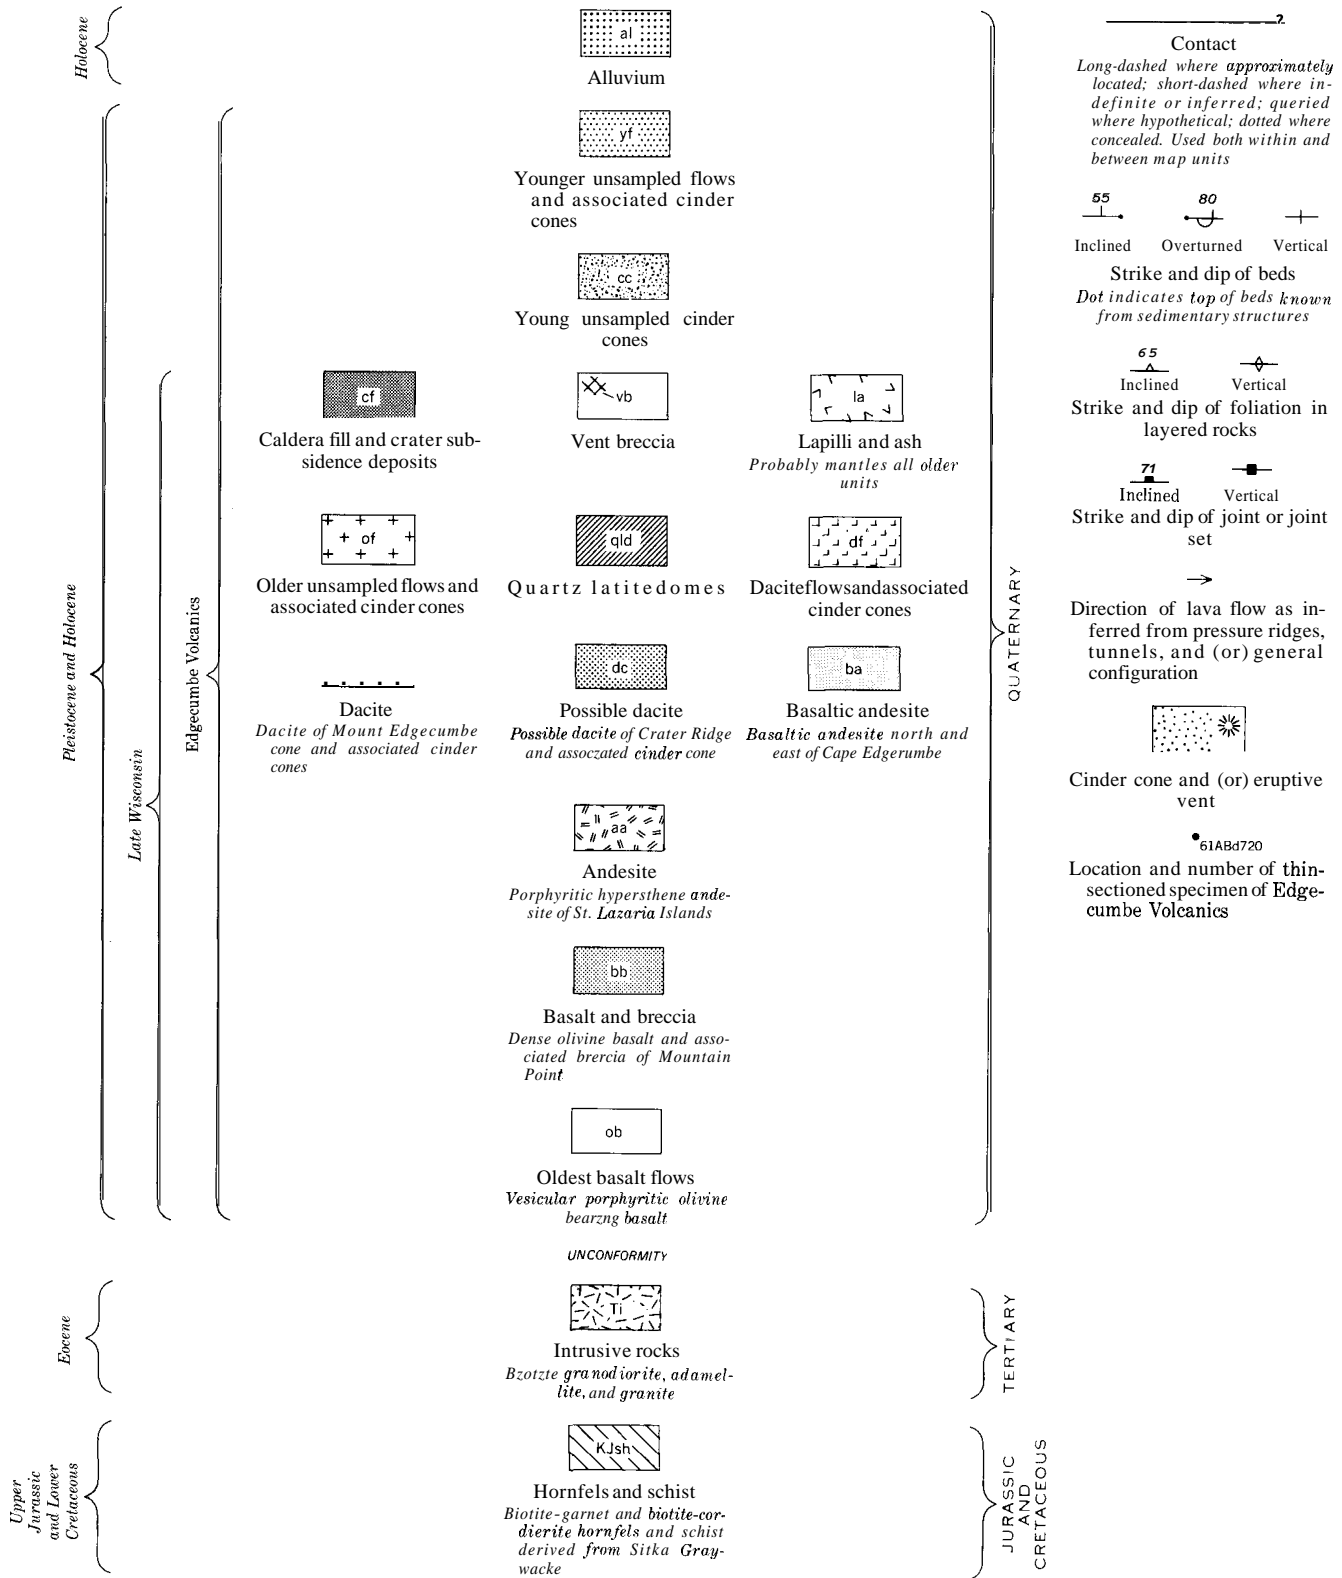 Holocene
al
Alluvium
Pleistocene and Holocene
Late Wisconsin
Edgecumbe Volcanics
yf
Younger unsampled flows
and associated cinder
cones
cc
Young unsampled cinder
cones
cf
Caldera fill and crater sub-
sidence deposits
vb
Vent breccia
la
Lapilli and ash
Probably mantles all older
units
of
Older unsampled flows and
associated cinder cones
qld
Quartz latitedomes
df
Daciteflowsandassociated
cinder cones
Dacite
Dacite of Mount Edgecumbe
cone and associated cinder
cones
dc
Possible dacite
Possible dacite of Crater Ridge
and assoczated cinder cone
ba
Basaltic andesite
Basaltic andesite north and
east of Cape Edgerumbe
aa
Andesite
Porphyritic hypersthene ande-
site of St. Lazaria Islands
bb
Basalt and breccia
Dense olivine basalt and asso-
ciated brercia of Mountain
Point
ob
Oldest basalt flows
Vesicular porphyritic olivine
bearzng basalt
QUATERNARY
UNCONFORMITY
Eocene
Ti
Intrusive rocks
Bzotzte granodiorite, adamel-
lite, and granite
TERTIARY
Upper
Jurassic
and Lower
Cretaceous
KJsh
Hornfels and schist
Biotite-garnet and biotite-cor-
dierite hornfels and schist
derived from Sitka Gray-
wacke
JURASSIC
AND
CRETACEOUS
?
Contact
Long-dashed where approximately
located; short-dashed where in-
definite or inferred; queried
where hypothetical; dotted where
concealed. Used both within and
between map units
55 80
Inclined Overturned Vertical
Strike and dip of beds
Dot indicates top of beds known
from sedimentary structures
65
Inclined Vertical
Strike and dip of foliation in
layered rocks
71
Inclined Vertical
Strike and dip of joint or joint
set
Direction of lava flow as in-
ferred from pressure ridges,
tunnels, and (or) general
configuration
Cinder cone and (or) eruptive
vent
61ABd720
Location and number of thin-
sectioned specimen of Edge-
cumbe Volcanics